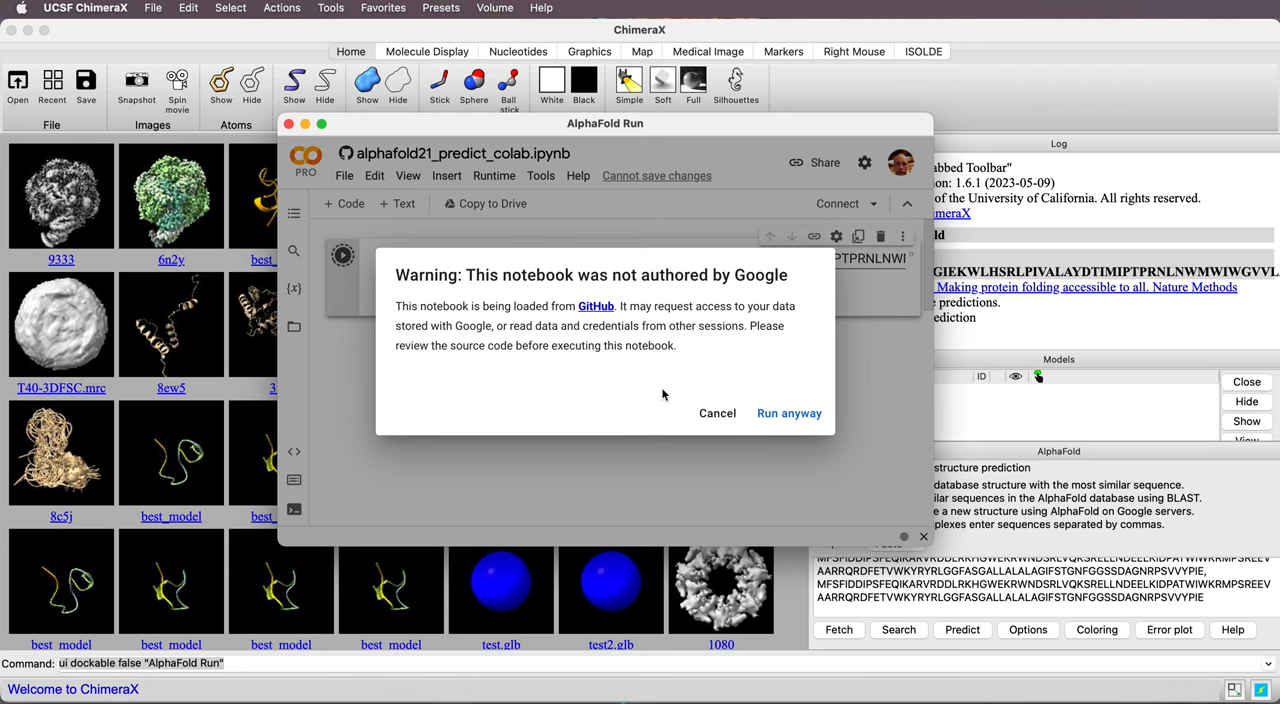 UCSF ChimeraX File Edit Select Actions Tools Favorites Presets Volume Help
ChimeraX
Home Molecule Display Nucleotides Graphics Map Medical Image Markers Right Mouse ISOLDE
Open Recent Save Snapshot Spin movie Show Hide Show Hide Show Hide Stick Sphere Ball stick White Black Simple Soft Full Silhouettes
File Images Atoms
AlphaFold Run
PRO
alphafold21_predict_colab.ipynb
Share
File Edit View Insert Runtime Tools Help Cannot save changes
+ Code + Text Copy to Drive Connect
PTPRNLNWI "
Warning: This notebook was not authored by Google
This notebook is being loaded from GitHub. It may request access to your data
stored with Google, or read data and credentials from other sessions. Please
review the source code before executing this notebook.
Cancel Run anyway
Log
abbed Toolbar"
on: 1.6.1 (2023-05-09)
of the University of California. All rights reserved.
meraX
ld
GIEKWLHSRLPIVALAYDTIMIPTPRNLNWMWIWGVVL
Making protein folding accessible to all. Nature Methods
e predictions.
ediction
Models
ID
Close
Hide
Show
View
AlphaFold
structure prediction
database structure with the most similar sequence.
ilar sequences in the AlphaFold database using BLAST.
e a new structure using AlphaFold on Google servers.
plexes enter sequences separated by commas.
MFSFIDDIPSFEQIKARVRDDLRKHGWEKRWNDSRLVQKSRELLNDEELKIDPATWIWKRMPSREEV
AARRQRDFETVWKYRYRLGGFASGALLALALAGIFSTGNFGGSSDAGNRPSVVYPIE,
MFSFIDDIPSFEQIKARVRDDLRKHGWEKRWNDSRLVQKSRELLNDEELKIDPATWIWKRMPSREEV
AARRQRDFETVWKYRYRLGGFASGALLALALAGIFSTGNFGGSSDAGNRPSVVYPIE
Fetch Search Predict Options Coloring Error plot Help
9333 6n2y best_
T40-3DFSC.mrc 8ew5
8c5j best_model best_
best_model best_model best_model best_model test.glb test2.glb 1080
Command: ui dockable false "AlphaFold Run"
Welcome to ChimeraX